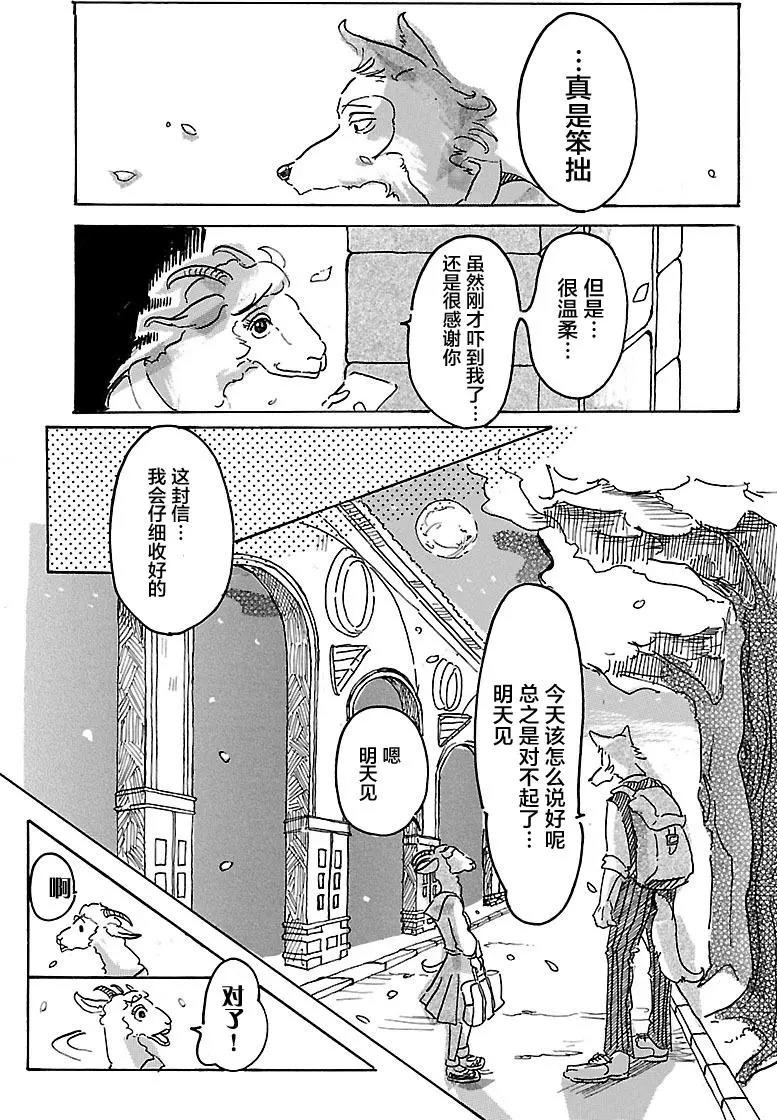 …真是笨拙
但是…
很温柔…
虽然刚才吓到我了…
还是很感谢你
这封信…
我会仔细收好的
今天该怎么说好呢
总之是对不起了…
明天见
嗯
明天见
啊
对了！